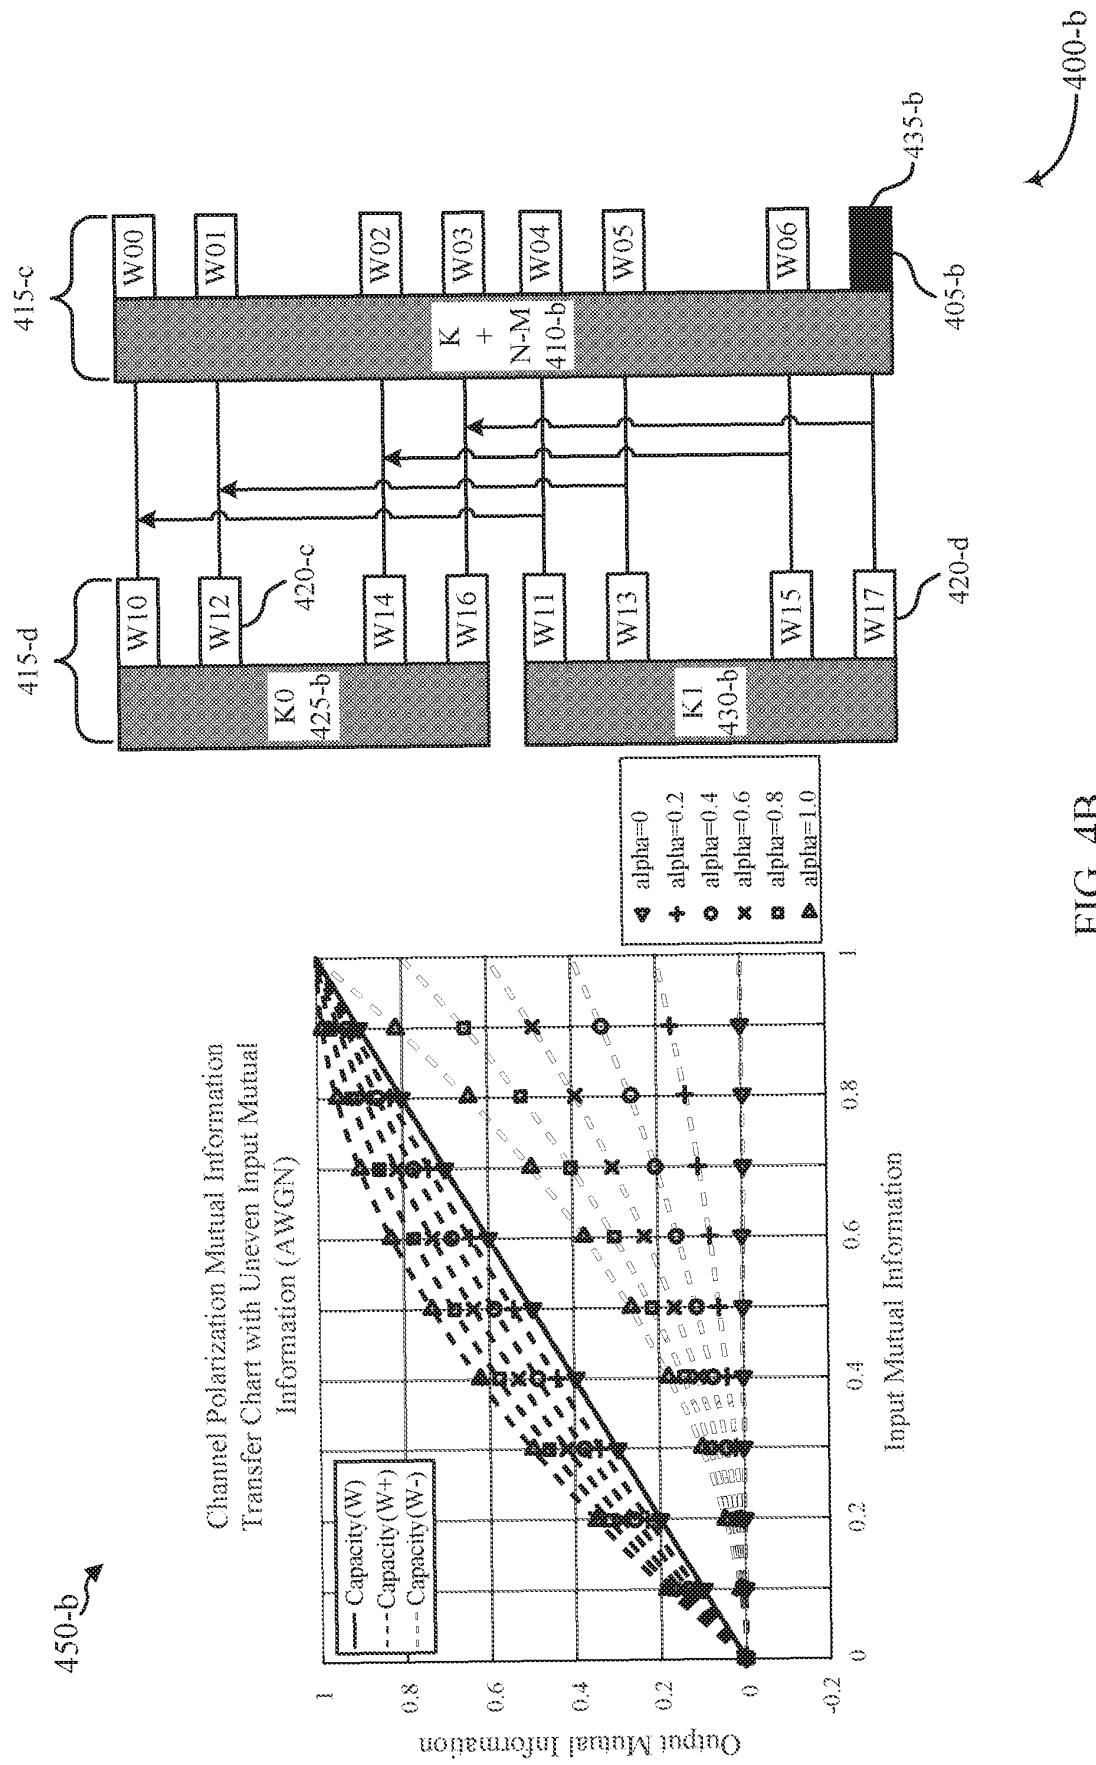 450-b
Channel Polarization Mutual Information
Transfer Chart with Uneven Input Mutual
Information (AWGN)
Capacity(W)
Capacity(W+)
Capacity(W-)
Output Mutual Information
1
0.8
0.6
0.4
0.2
0
-0.2
0
0.2
0.4
0.6
0.8
1
Input Mutual Information
alpha=0
alpha=0.2
alpha=0.4
alpha=0.6
alpha=0.8
alpha=1.0
415-d
K0
425-b
K1
430-b
W10
W12
W14
W16
W11
W13
W15
W17
420-c
420-d
415-c
K
+
N-M
410-b
W00
W01
W02
W03
W04
W05
W06
435-b
405-b
400-b
FIG. 4B